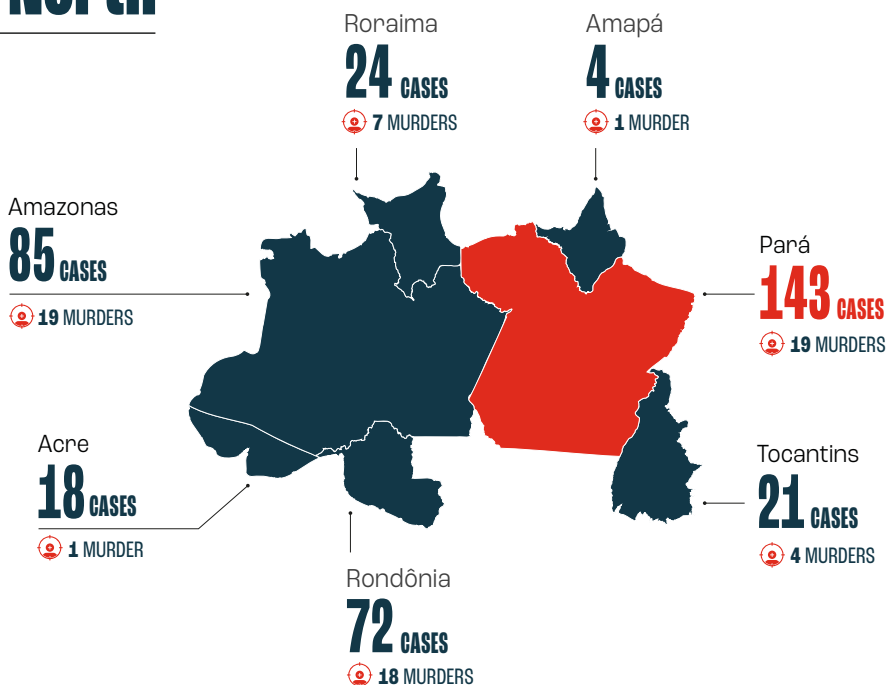 North
Roraima
24 CASES
7 MURDERS
Amapá
4 CASES
1 MURDER
Amazonas
85 CASES
19 MURDERS
Pará
143 CASES
19 MURDERS
Acre
18 CASES
1 MURDER
Tocantins
21 CASES
4 MURDERS
Rondônia
72 CASES
18 MURDERS